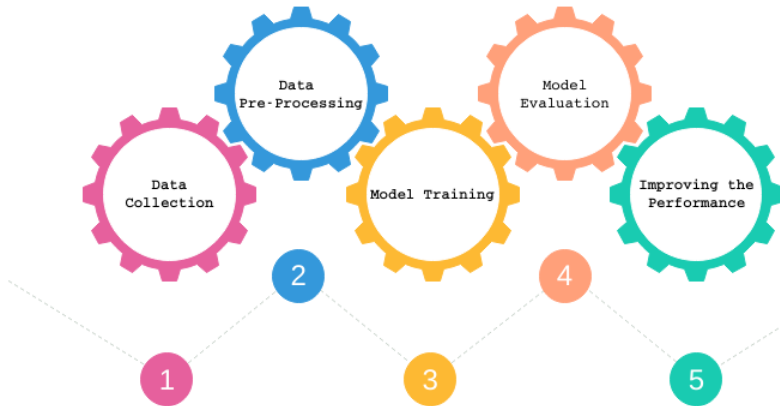 Data
Pre-Processing
Model
Evaluation
Data
Collection
Model Training
Improving the
Performance
2
4
1
3
5